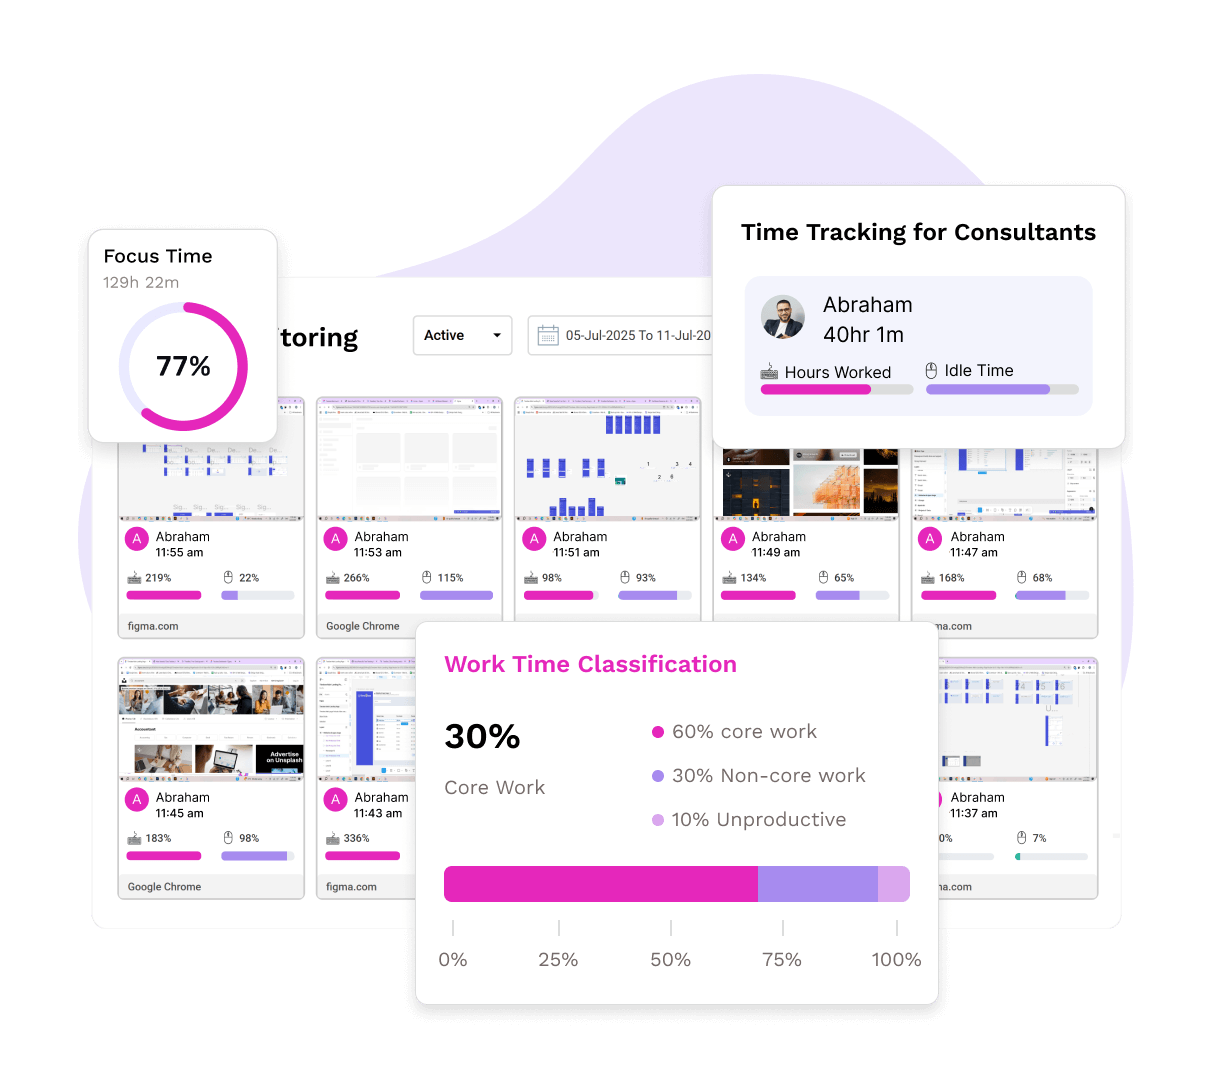 Focus Time
129h 22m
77%
toring
Active
05-Jul-2025 To 11-Jul-20
Time Tracking for Consultants
Abraham
40hr 1m
Hours Worked
Idle Time
A
Abraham
11:55 am
219%
22%
figma.com
A
Abraham
11:53 am
266%
115%
Google Chrome
A
Abraham
11:51 am
98%
93%
A
Abraham
11:49 am
134%
65%
A
Abraham
11:47 am
168%
68%
ma.com
Accountant
Advertise
on Unsplash
A
Abraham
11:45 am
183%
98%
Google Chrome
A
Abraham
11:43 am
336%
figma.com
Abraham
11:37 am
0%
7%
ma.com
Work Time Classification
30%
Core Work
60% core work
30% Non-core work
10% Unproductive
0%
25%
50%
75%
100%